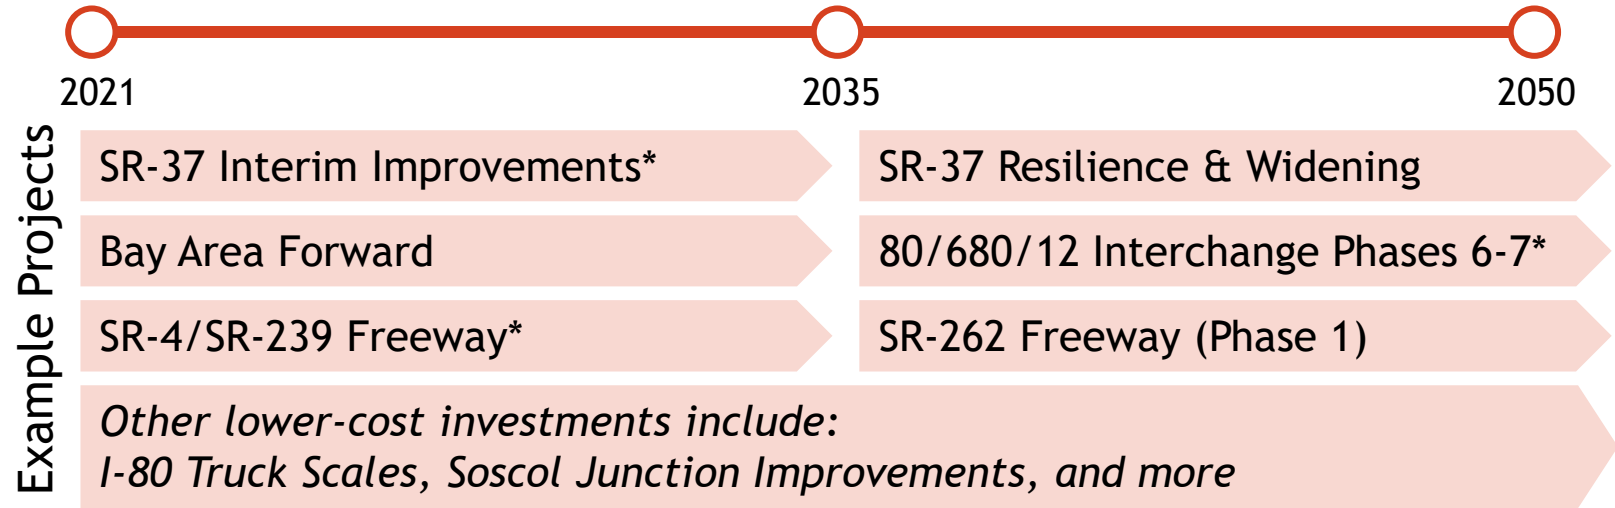 2021
2035
2050
Example Projects
SR-37 Interim Improvements*
SR-37 Resilience & Widening
Bay Area Forward
80/680/12 Interchange Phases 6-7*
SR-4/SR-239 Freeway*
SR-262 Freeway (Phase 1)
Other lower-cost investments include:
I-80 Truck Scales, Soscol Junction Improvements, and more